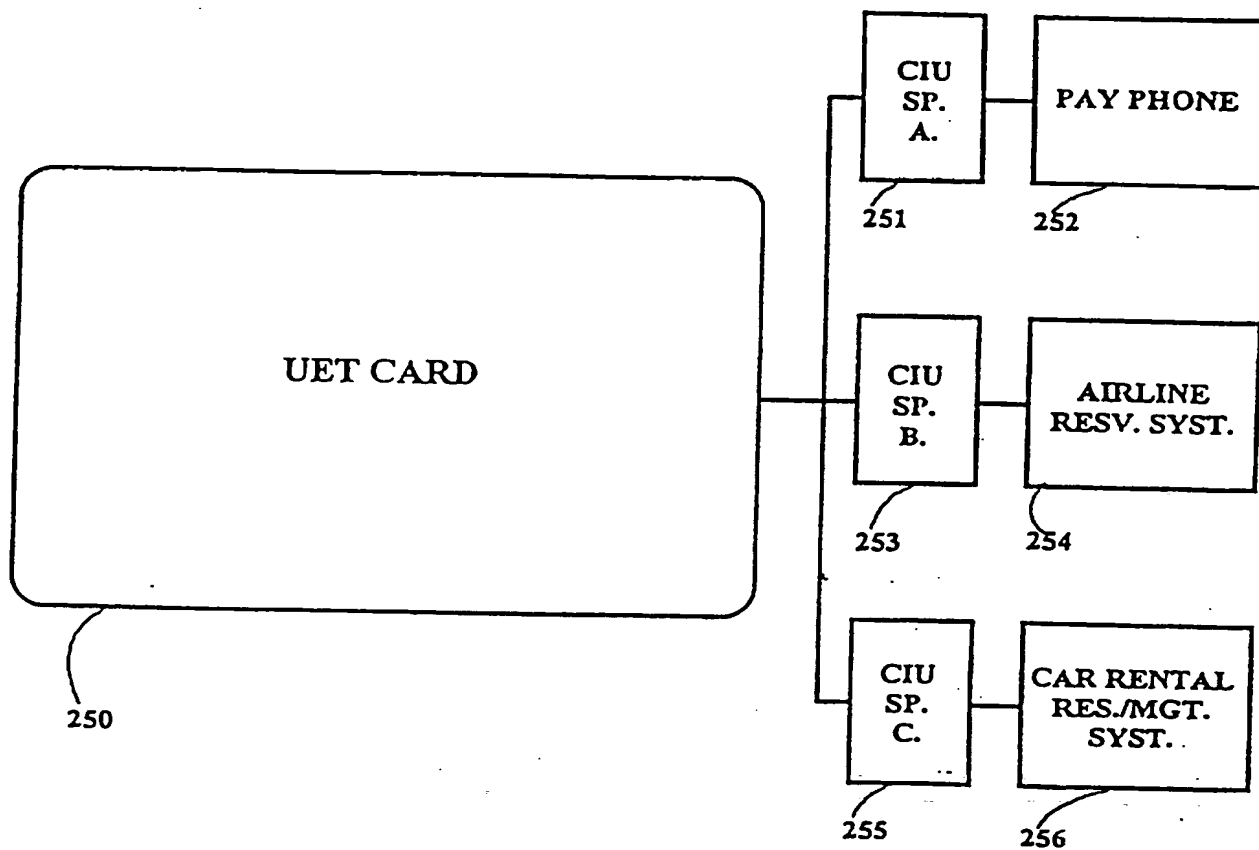 CIU
SP.
A.
PAY PHONE
251
252
UET CARD
250
CIU
SP.
B.
AIRLINE
RESV. SYST.
253
254
CIU
SP.
C.
CAR RENTAL
RES./MGT.
SYST.
255
256